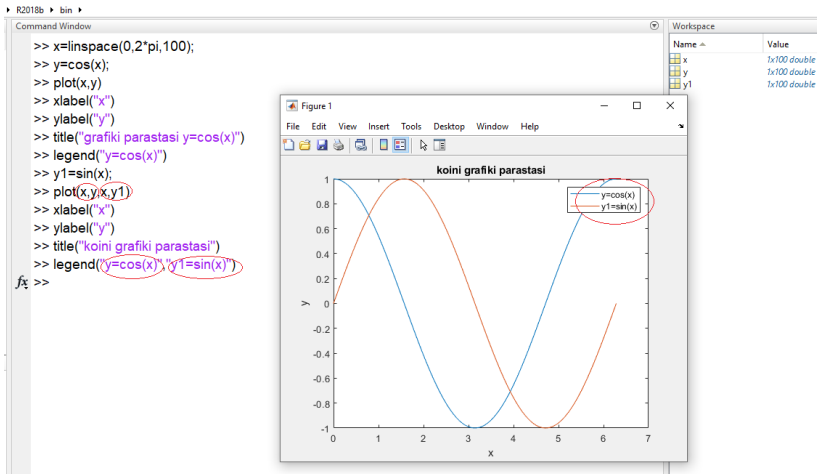 R2018b bin
Command Window
>> x=linspace(0,2*pi,100);
>> y=cos(x);
>> plot(x,y)
>> xlabel("x")
>> ylabel("y")
>> title("grafiki parastasi y=cos(x)")
>> legend("y=cos(x)")
>> y1=sin(x);
>> plot(x,y,x,y1)
>> xlabel("x")
>> ylabel("y")
>> title("koini grafiki parastasi")
>> legend("y=cos(x)","y1=sin(x)")
fx >>
Figure 1
File Edit View Insert Tools Desktop Window Help
koini grafiki parastasi
y=cos(x)
y1=sin(x)
1
0.8
0.6
0.4
0.2
0
-0.2
-0.4
-0.6
-0.8
-1
y
0 1 2 3 4 5 6 7
x
Workspace
Name Value
x 1x100 double
y 1x100 double
y1 1x100 double